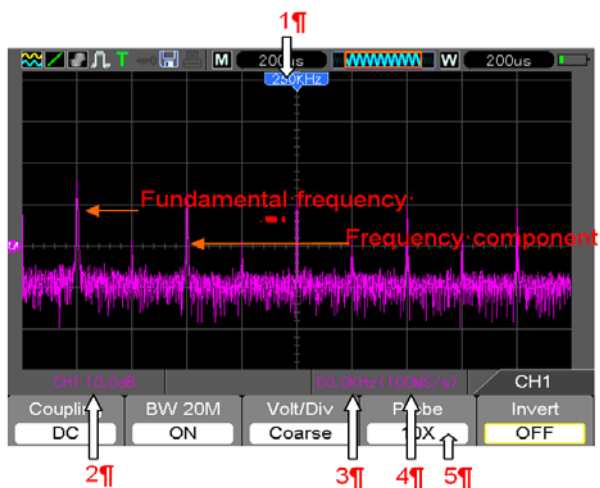 1¶
T M 200us W 200us
250KHz
Fundamental frequency
Frequency component
CH1 10.0dB 50.0KHz (100MS/s) CH1
Coupling BW 20M Volt/Div Probe Invert
DC ON Coarse 10X OFF
2¶ 3¶ 4¶ 5¶